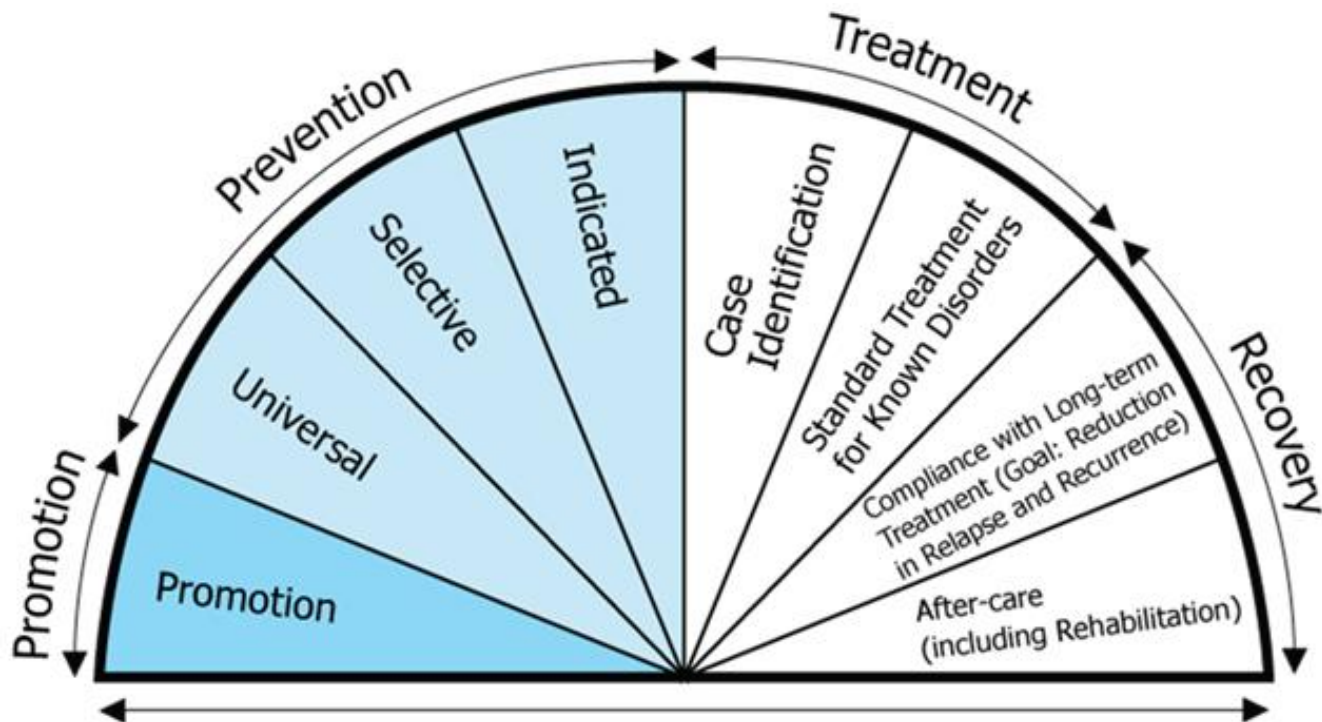 Promotion
Prevention
Treatment
Recovery
Promotion
Universal
Selective
Indicated
Case
Identification
Standard Treatment
for Known Disorders
Compliance with Long-term
Treatment (Goal: Reduction
in Relapse and Recurrence)
After-care
(including Rehabilitation)